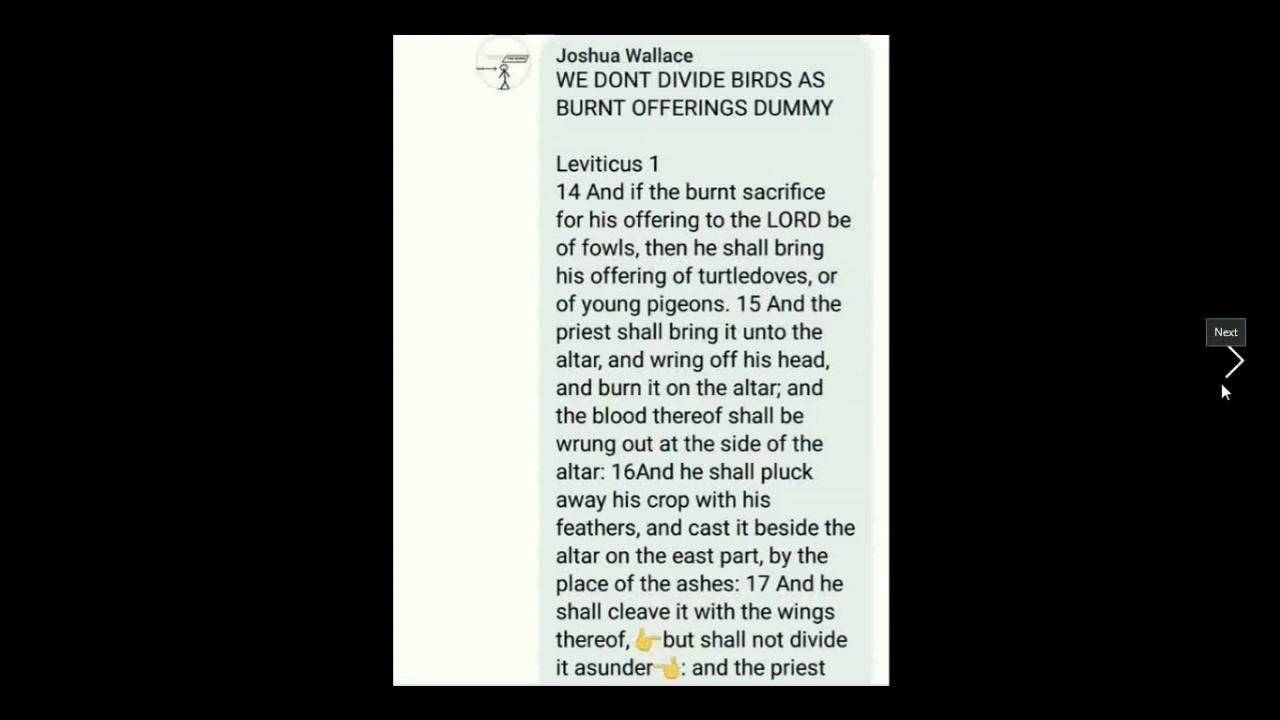 Joshua Wallace
WE DONT DIVIDE BIRDS AS
BURNT OFFERINGS DUMMY
Leviticus 1
14 And if the burnt sacrifice
for his offering to the LORD be
of fowls, then he shall bring
his offering of turtledoves, or
of young pigeons. 15 And the
priest shall bring it unto the
altar, and wring off his head,
and burn it on the altar; and
the blood thereof shall be
wrung out at the side of the
altar: 16And he shall pluck
away his crop with his
feathers, and cast it beside the
altar on the east part, by the
place of the ashes: 17 And he
shall cleave it with the wings
thereof, 👉but shall not divide
it asunder👈: and the priest
Next